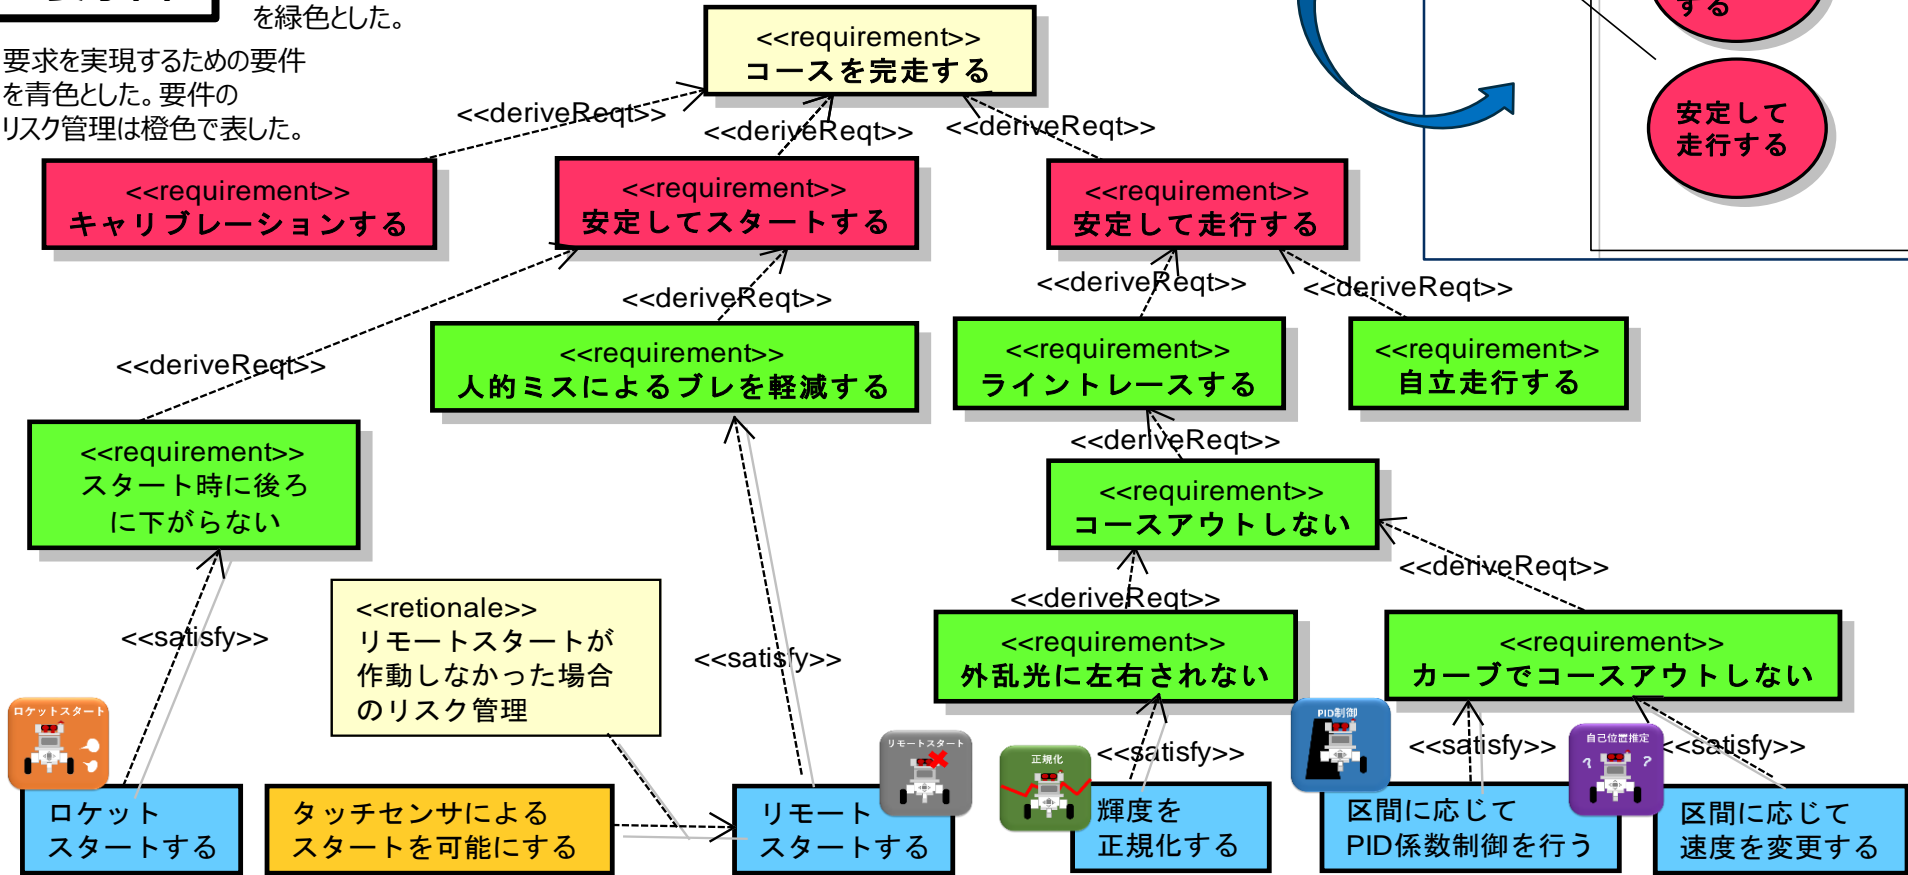 を緑色とした。
要求を実現するための要件
を青色とした。要件の
リスク管理は橙色で表した。
<<requirement>>
コースを完走する
する
安定して
走行する
<<deriveReqt>>
<<deriveReqt>>
<<deriveReqt>>
<<requirement>>
キャリブレーションする
<<requirement>>
安定してスタートする
<<requirement>>
安定して走行する
<<deriveReqt>>
<<deriveReqt>>
<<deriveReqt>>
<<deriveReqt>>
<<requirement>>
人的ミスによるブレを軽減する
<<requirement>>
ライントレースする
<<requirement>>
自立走行する
<<requirement>>
スタート時に後ろ
に下がらない
<<deriveReqt>>
<<requirement>>
コースアウトしない
<<deriveReqt>>
<<deriveReqt>>
<<retionale>>
リモートスタートが
作動しなかった場合
のリスク管理
<<satisfy>>
<<satisfy>>
<<requirement>>
外乱光に左右されない
<<requirement>>
カーブでコースアウトしない
ロケットスタート
リモートスタート
正規化
PID制御
自己位置推定
? ?
<<satisfy>>
<<satisfy>>
<<satisfy>>
ロケット
スタートする
タッチセンサによる
スタートを可能にする
リモート
スタートする
輝度を
正規化する
区間に応じて
PID係数制御を行う
区間に応じて
速度を変更する